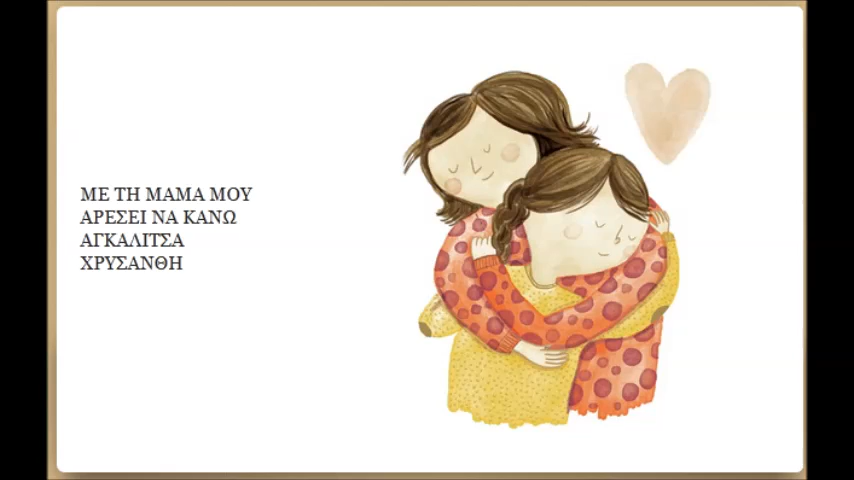 ΜΕ ΤΗ ΜΑΜΑ ΜΟΥ
ΑΡΕΣΕΙ ΝΑ ΚΑΝΩ
ΑΓΚΑΛΙΤΣΑ
ΧΡΥΣΑΝΘΗ